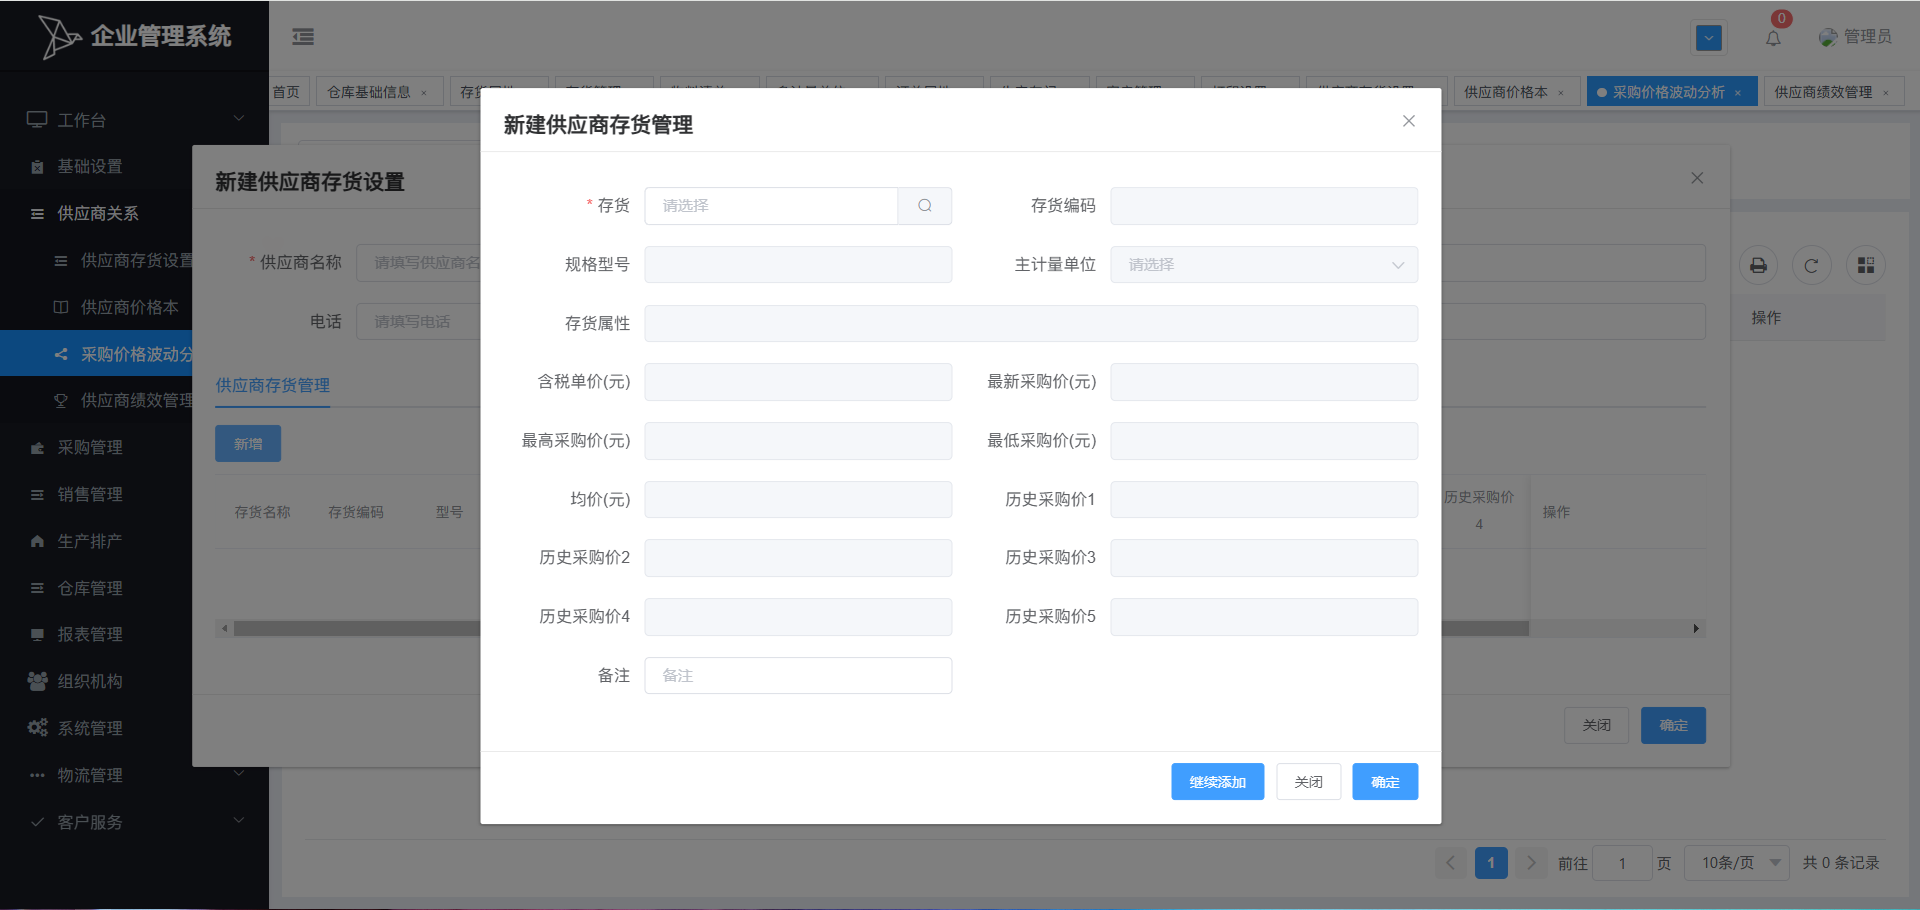 企业管理系统
0
管理员
首页
仓库基础信息 ×
供应商价格本 ×
采购价格波动分析 ×
供应商绩效管理 ×
工作台
基础设置
供应商关系
供应商存货设置
供应商价格本
采购价格波动分
供应商绩效管理
采购管理
销售管理
生产排产
仓库管理
报表管理
组织机构
系统管理
物流管理
客户服务
新建供应商存货设置
* 供应商名称
请填写供应商名
电话
请填写电话
供应商存货管理
新增
存货名称 存货编码 型号
历史采购价
4
操作
关闭 确定
操作
新建供应商存货管理
* 存货 请选择
存货编码
规格型号
主计量单位 请选择
存货属性
含税单价(元)
最新采购价(元)
最高采购价(元)
最低采购价(元)
均价(元)
历史采购价1
历史采购价2
历史采购价3
历史采购价4
历史采购价5
备注 备注
继续添加 关闭 确定
1 前往 1 页 10条/页 共 0 条记录